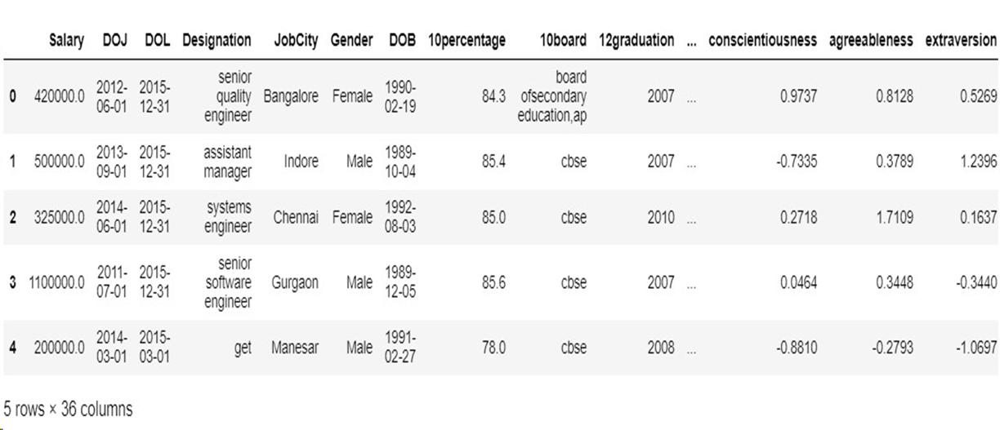 Salary DOJ DOL Designation JobCity Gender DOB 10percentage 10board 12graduation ... conscientiousness agreeableness extraversion
0 420000.0 2012-06-01 2015-12-31 senior quality engineer Bangalore Female 1990-02-19 84.3 board ofsecondary education,ap 2007 ... 0.9737 0.8128 0.5269
1 500000.0 2013-09-01 2015-12-31 assistant manager Indore Male 1989-10-04 85.4 cbse 2007 ... -0.7335 0.3789 1.2396
2 325000.0 2014-06-01 2015-12-31 systems engineer Chennai Female 1992-08-03 85.0 cbse 2010 ... 0.2718 1.7109 0.1637
3 1100000.0 2011-07-01 2015-12-31 senior software engineer Gurgaon Male 1989-12-05 85.6 cbse 2007 ... 0.0464 0.3448 -0.3440
4 200000.0 2014-03-01 2015-03-01 get Manesar Male 1991-02-27 78.0 cbse 2008 ... -0.8810 -0.2793 -1.0697
5 rows × 36 columns